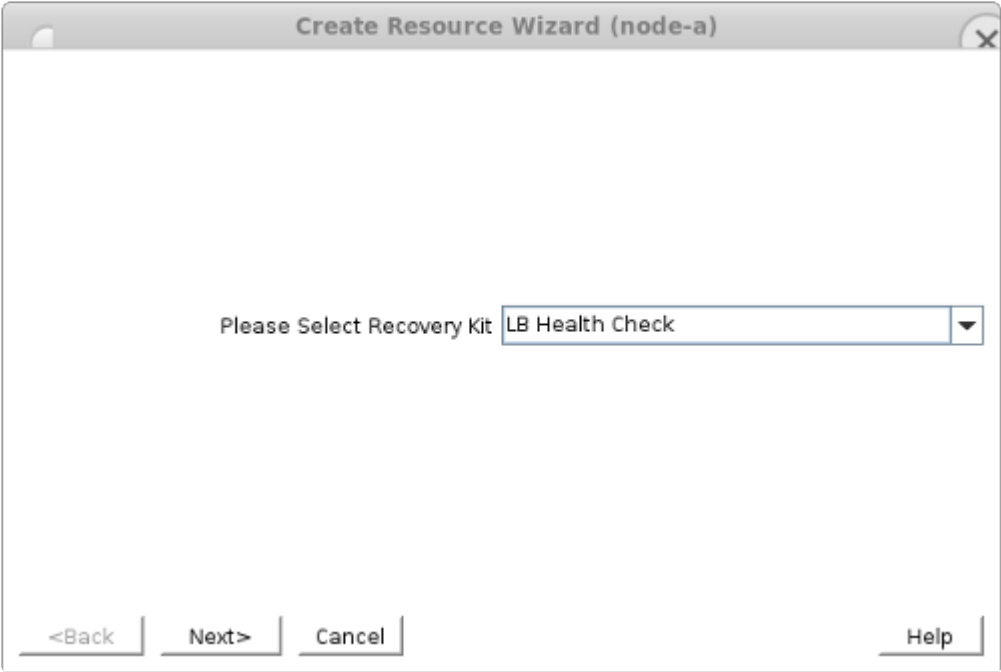 Create Resource Wizard (node-a)
Please Select Recovery Kit LB Health Check
<Back Next> Cancel Help